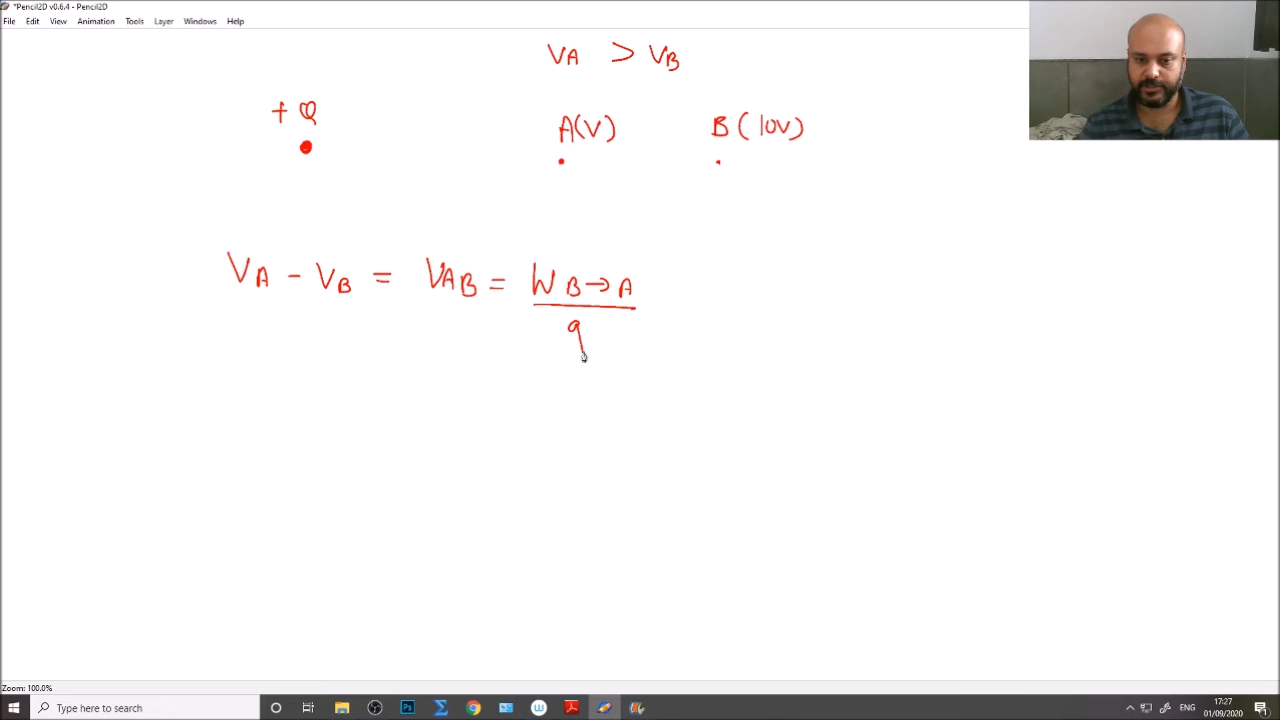 *Pencil2D v0.6.4 - Pencil2D
File Edit View Animation Tools Layer Windows Help
VA > VB
+ Q
A(V) B(10V)
VA - VB = VAB = W B→A
q
Zoom: 100.0%
Type here to search
Ps
W
ENG
17:27
01/09/2020